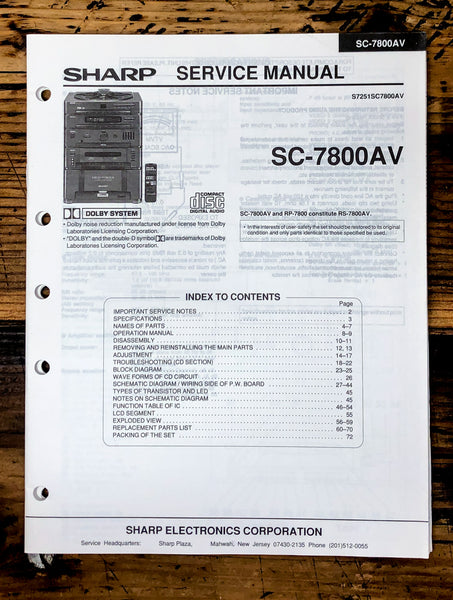 SC-7800AV
SHARP SERVICE MANUAL
S7251SC7800AV
SC-7800AV
COMPACT
disc
DIGITAL AUDIO
DOLBY SYSTEM
SC-7800AV and RP-7800 constitute RS-7800AV.
• Dolby noise reduction manufactured under license from Dolby
Laboratories Licensing Corporation.
• "DOLBY" and the double-D symbol are trademarks of Dolby
Laboratories Licensing Corporation.
• In the interests of user-safety the set should be restored to its original
condition and only parts identical to those specified be used.
INDEX TO CONTENTS
Page
IMPORTANT SERVICE NOTES 2
SPECIFICATIONS 3
NAMES OF PARTS 4–7
OPERATION MANUAL 8–9
DISASSEMBLY 10–11
REMOVING AND REINSTALLING THE MAIN PARTS 12, 13
ADJUSTMENT 14–17
TROUBLESHOOTING (CD SECTION) 18–22
BLOCK DIAGRAM 23–25
WAVE FORMS OF CD CIRCUIT 26
SCHEMATIC DIAGRAM / WIRING SIDE OF P.W. BOARD 27–44
TYPES OF TRANSISTOR AND LED 45
NOTES ON SCHEMATIC DIAGRAM 45
FUNCTION TABLE OF IC 46–54
LCD SEGMENT 55
EXPLODED VIEW 56–59
REPLACEMENT PARTS LIST 60–70
PACKING OF THE SET 72
SHARP ELECTRONICS CORPORATION
Service Headquarters: Sharp Plaza, Mahwah, New Jersey 07430-2135 Phone (201)512-0055